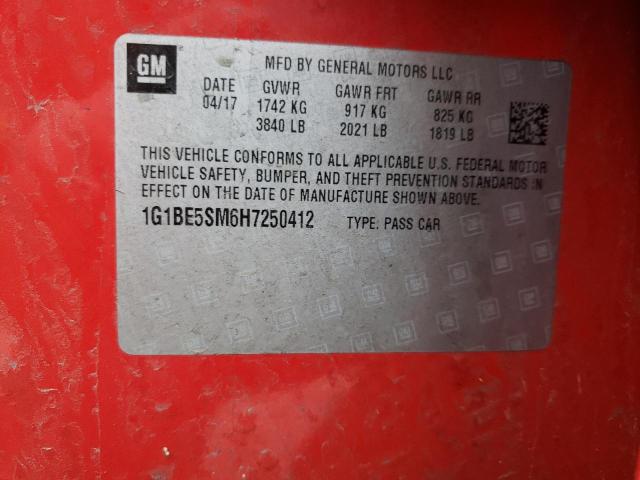 GM
MFD BY GENERAL MOTORS LLC
DATE GVWR GAWR FRT GAWR RR
04/17 1742 KG 917 KG 825 KG
3840 LB 2021 LB 1819 LB
THIS VEHICLE CONFORMS TO ALL APPLICABLE U.S. FEDERAL MOTOR
VEHICLE SAFETY, BUMPER, AND THEFT PREVENTION STANDARDS IN
EFFECT ON THE DATE OF MANUFACTURE SHOWN ABOVE.
1G1BE5SM6H7250412 TYPE: PASS CAR